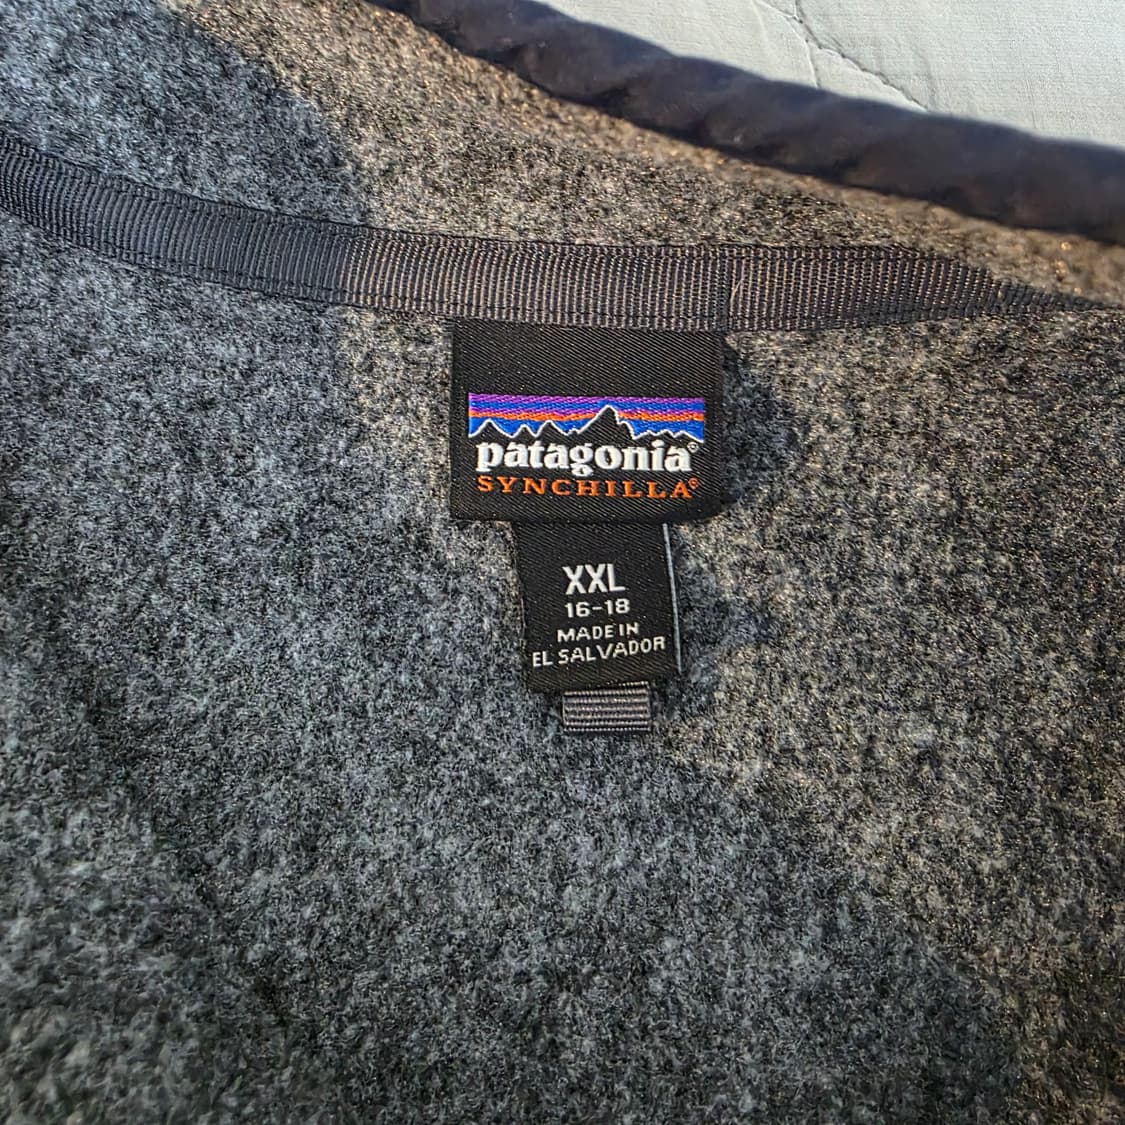 patagonia®
SYNCHILLA®
XXL
16-18
MADE IN
EL SALVADOR